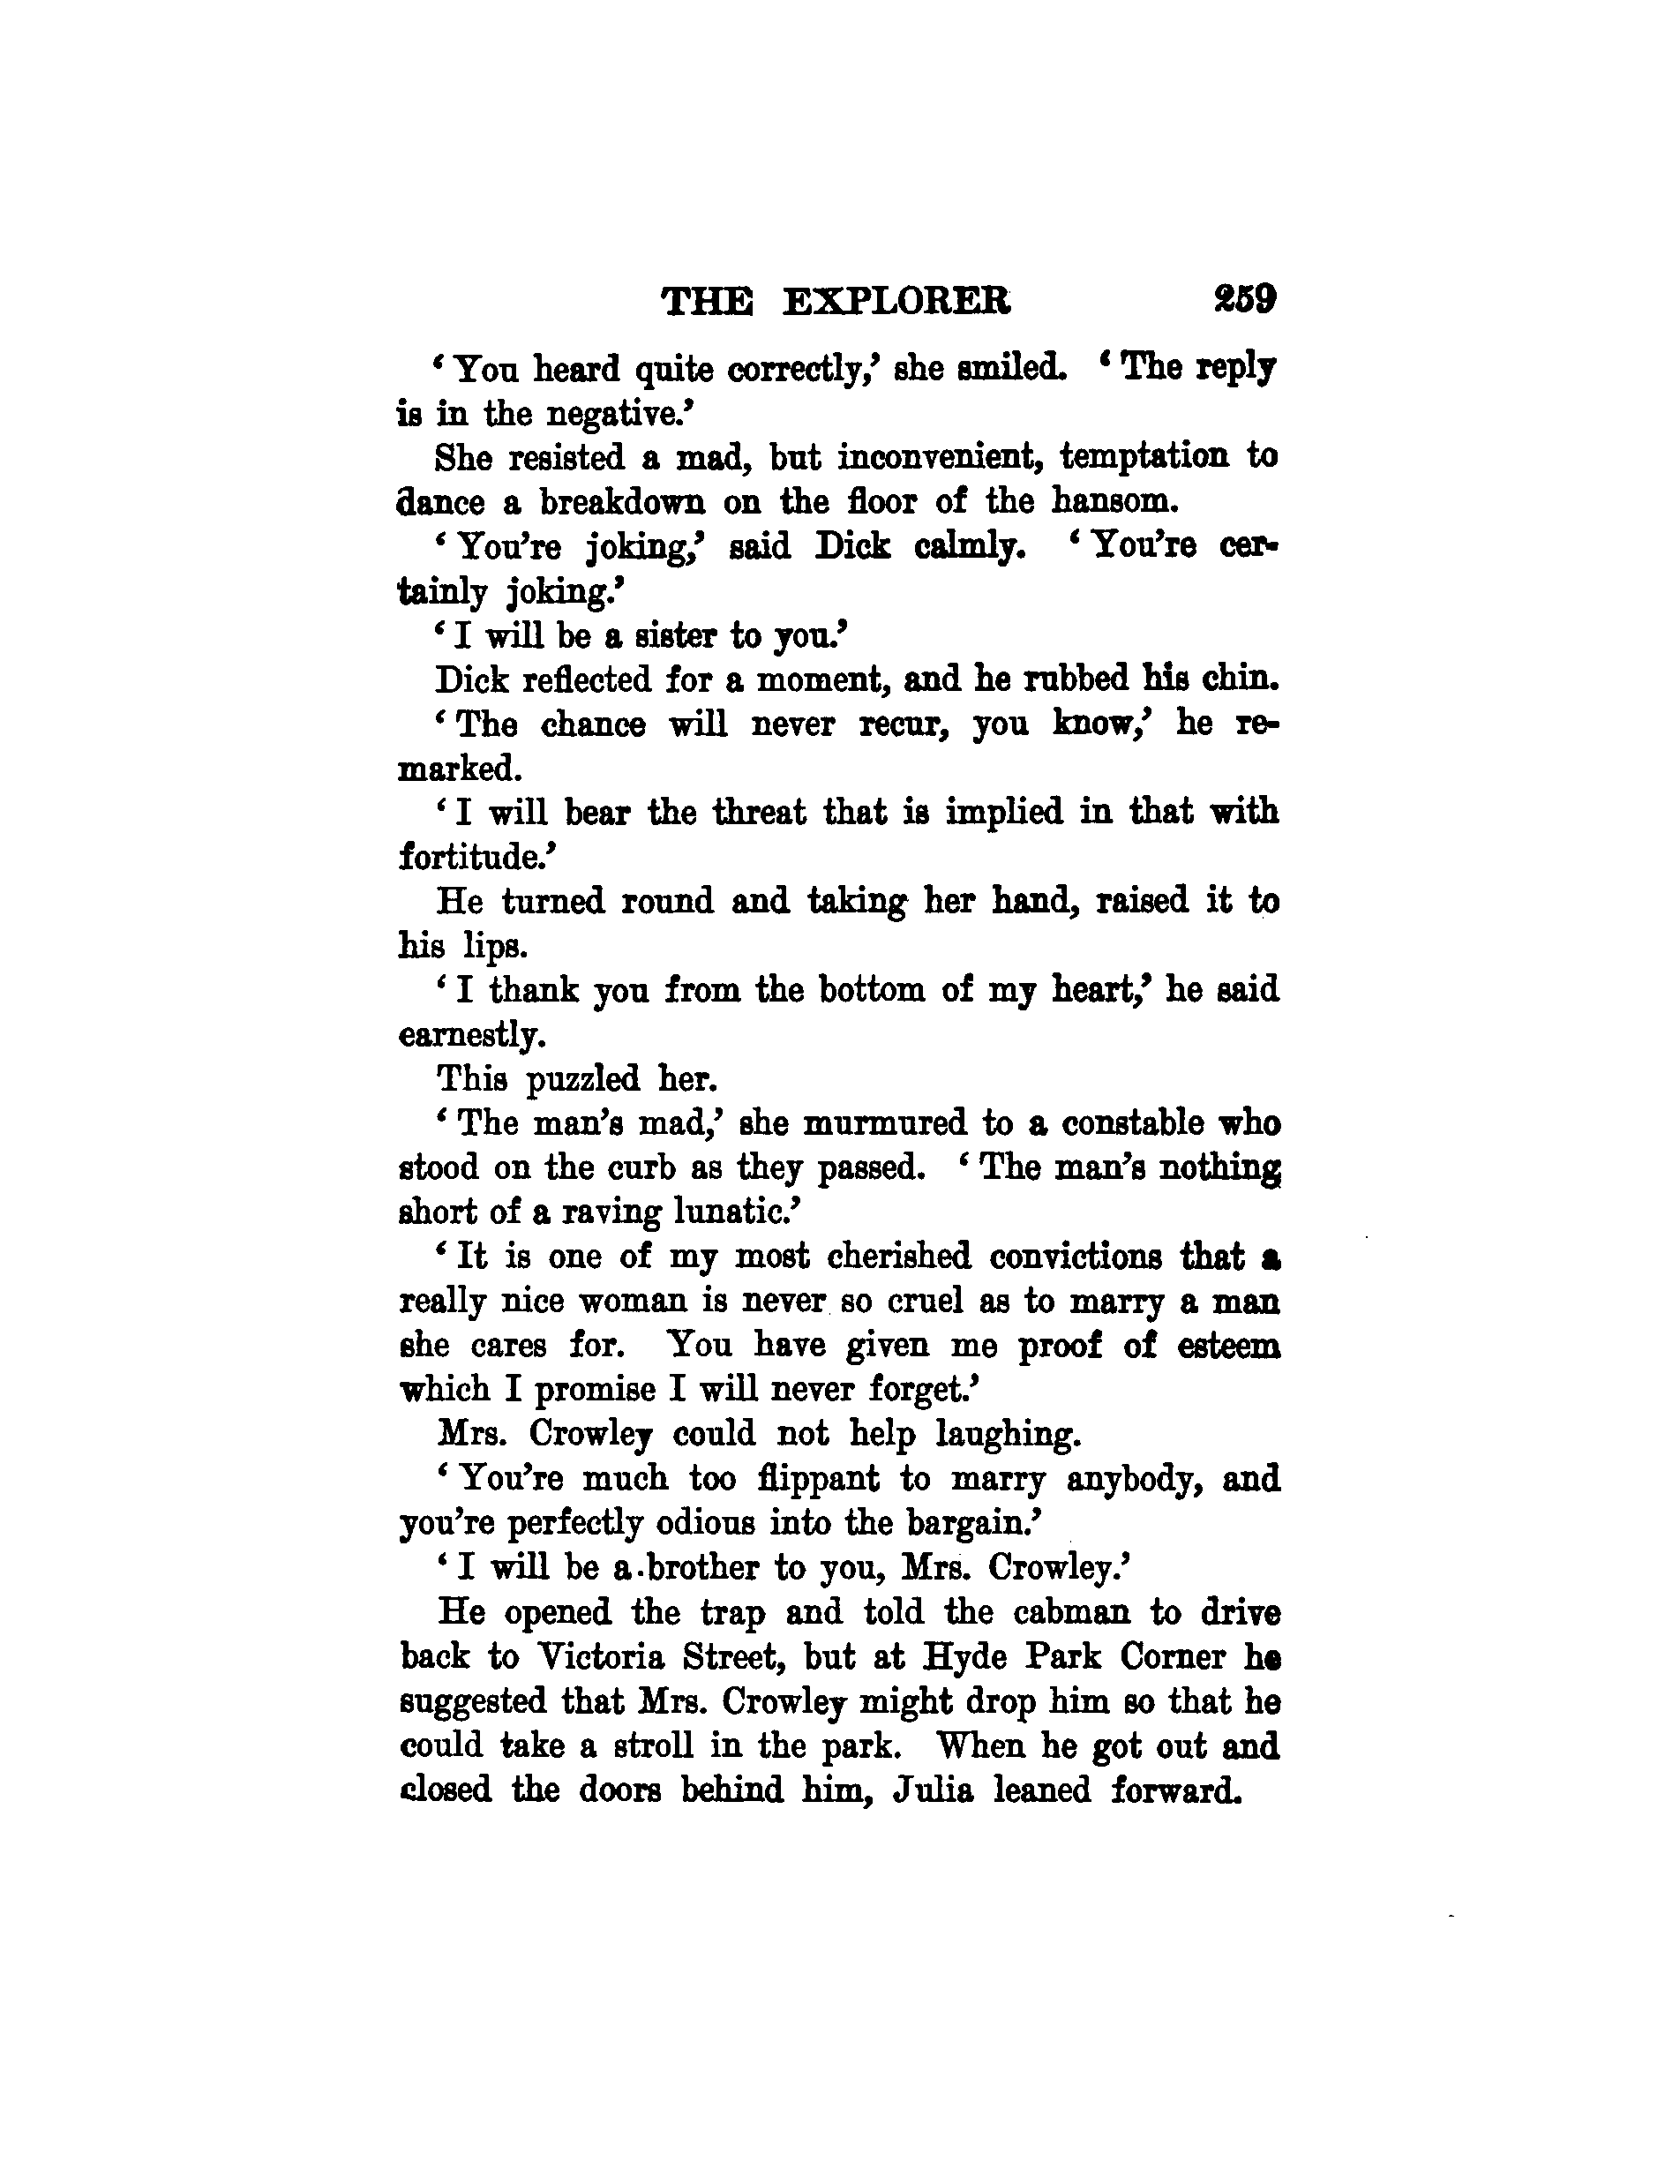 THE EXPLORER 259
‘ You heard quite correctly,’ she smiled. ‘ The reply
is in the negative.’
She resisted a mad, but inconvenient, temptation to
dance a breakdown on the floor of the hansom.
‘ You’re joking,’ said Dick calmly. ‘ You’re cer-
tainly joking.’
‘ I will be a sister to you.’
Dick reflected for a moment, and he rubbed his chin.
‘ The chance will never recur, you know,’ he re-
marked.
‘ I will bear the threat that is implied in that with
fortitude.’
He turned round and taking her hand, raised it to
his lips.
‘ I thank you from the bottom of my heart,’ he said
earnestly.
This puzzled her.
‘ The man’s mad,’ she murmured to a constable who
stood on the curb as they passed. ‘ The man’s nothing
short of a raving lunatic.’
‘ It is one of my most cherished convictions that a
really nice woman is never so cruel as to marry a man
she cares for. You have given me proof of esteem
which I promise I will never forget.’
Mrs. Crowley could not help laughing.
‘ You’re much too flippant to marry anybody, and
you’re perfectly odious into the bargain.’
‘ I will be a brother to you, Mrs. Crowley.’
He opened the trap and told the cabman to drive
back to Victoria Street, but at Hyde Park Corner he
suggested that Mrs. Crowley might drop him so that he
could take a stroll in the park. When he got out and
closed the doors behind him, Julia leaned forward.